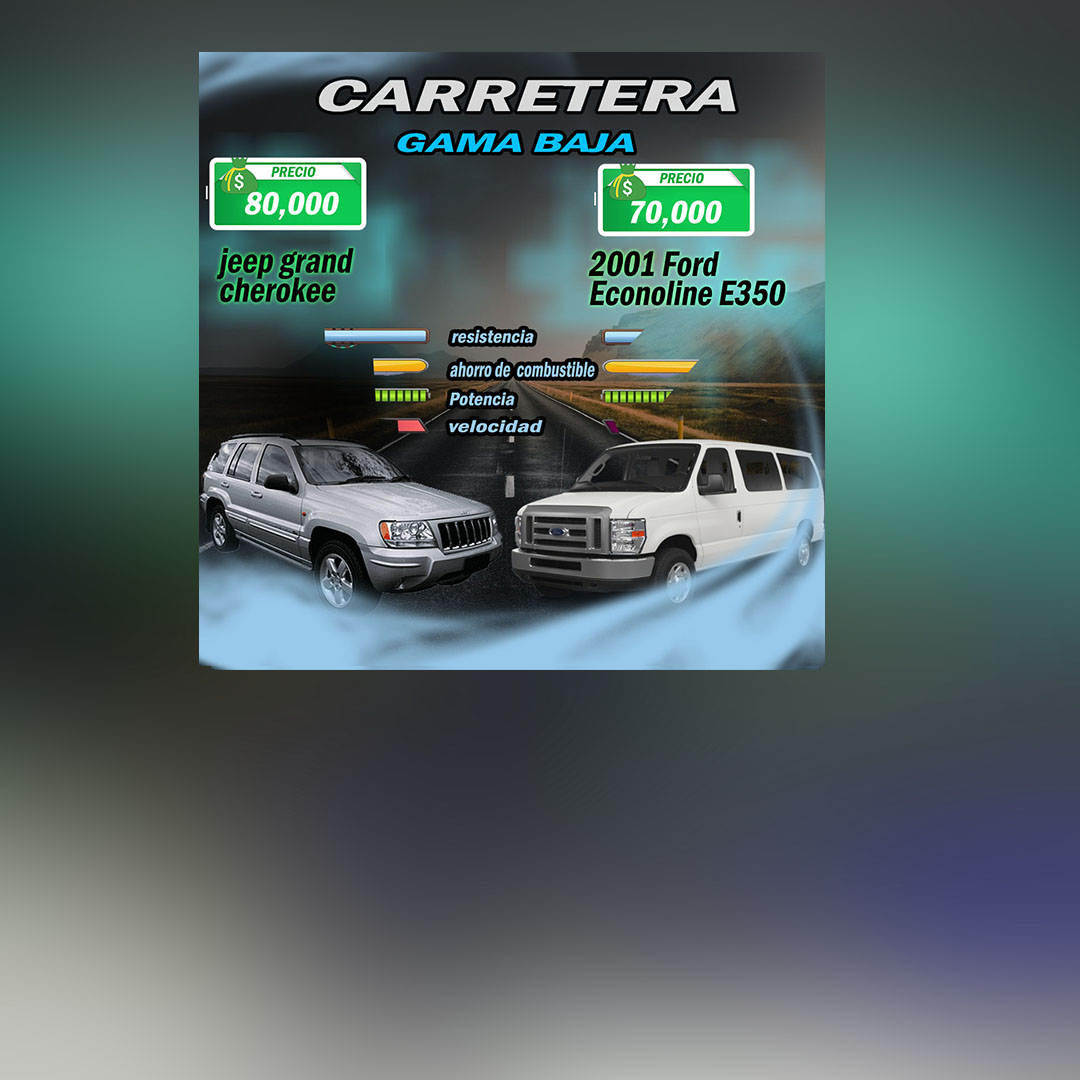 CARRETERA
GAMA BAJA
PRECIO
80,000
jeep grand
cherokee
PRECIO
70,000
2001 Ford
Econoline E350
resistencia
ahorro de combustible
Potencia
velocidad